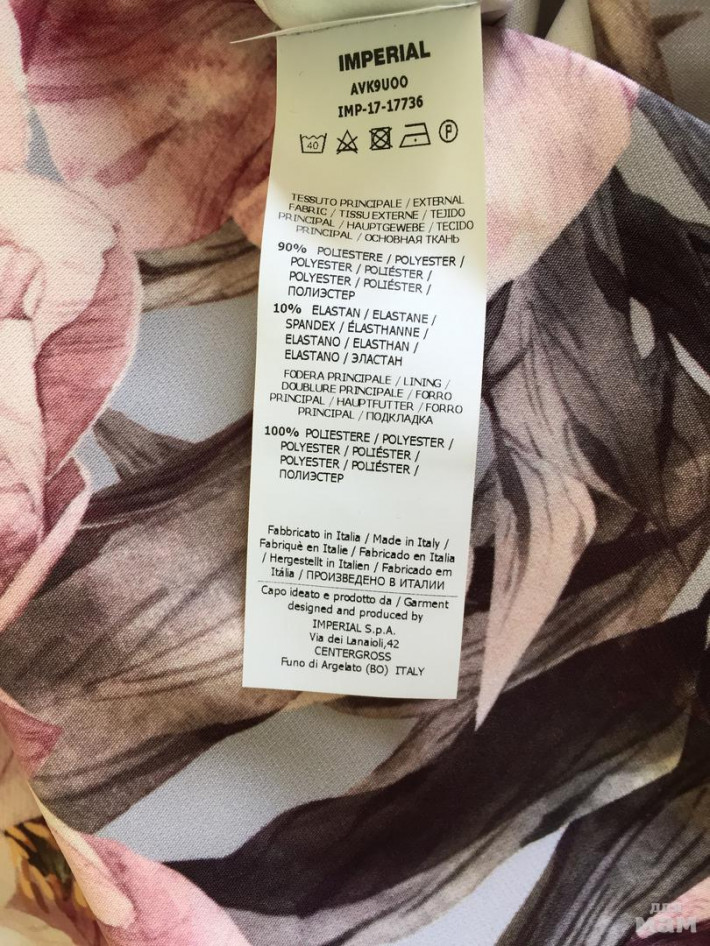 IMPERIAL
AVK9U00
IMP-17-17736
40
P
TESSUTO PRINCIPALE / EXTERNAL
FABRIC / TISSU EXTERNE / TEJIDO
PRINCIPAL / HAUPTGEWEBE / TECIDO
PRINCIPAL / ОСНОВНАЯ ТКАНЬ
90% POLIESTERE / POLYESTER /
POLYESTER / POLIÉSTER /
POLYESTER / POLIÉSTER /
ПОЛИЭСТЕР
10% ELASTAN / ELASTANE /
SPANDEX / ÉLASTHANNE /
ELASTANO / ELASTHAN /
ELASTANO / ЭЛАСТАН
FODERA PRINCIPALE / LINING /
DOUBLURE PRINCIPALE / FORRO
PRINCIPAL / HAUPTFUTTER / FORRO
PRINCIPAL / ПОДКЛАДКА
100% POLIESTERE / POLYESTER /
POLYESTER / POLIÉSTER /
POLYESTER / POLIÉSTER /
ПОЛИЭСТЕР
Fabbricato in Italia / Made in Italy /
Fabriqué en Italie / Fabricado en Italia
/ Hergestellt in Italien / Fabricado em
Itália / ПРОИЗВЕДЕНО В ИТАЛИИ
Capo ideato e prodotto da / Garment
designed and produced by
IMPERIAL S.p.A.
Via dei Lanaioli,42
CENTERGROSS
Funo di Argelato (BO) ITALY
для
мам